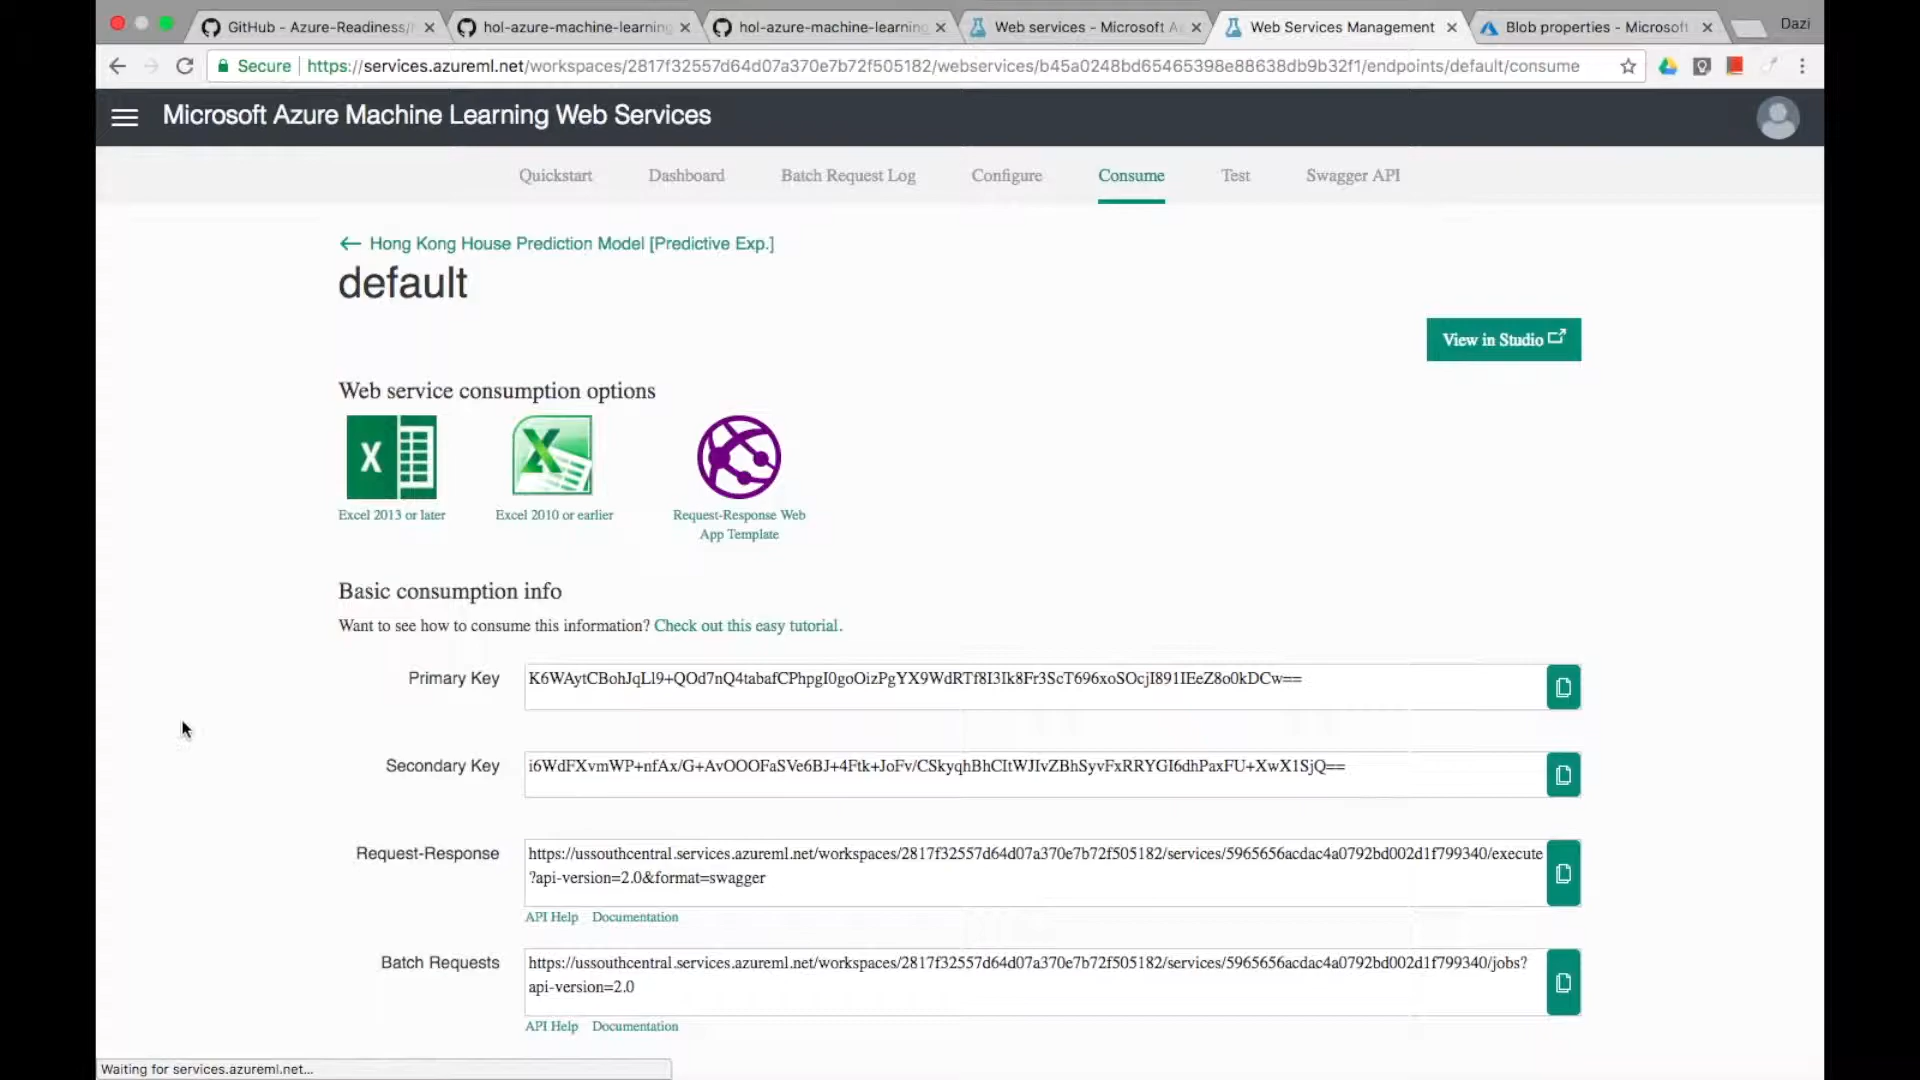 GitHub - Azure-Readiness/
hol-azure-machine-learning
hol-azure-machine-learning
Web services - Microsoft A
Web Services Management
Blob properties - Microsoft
Dazi
Secure
https://services.azureml.net/workspaces/2817f32557d64d07a370e7b72f505182/webservices/b45a0248bd65465398e88638db9b32f1/endpoints/default/consume
Microsoft Azure Machine Learning Web Services
Quickstart
Dashboard
Batch Request Log
Configure
Consume
Test
Swagger API
Hong Kong House Prediction Model [Predictive Exp.]
default
View in Studio
Web service consumption options
Excel 2013 or later
Excel 2010 or earlier
Request-Response Web
App Template
Basic consumption info
Want to see how to consume this information? Check out this easy tutorial.
Primary Key
K6WAytCBohJqLl9+QOd7nQ4tabafCPhpgI0goOizPgYX9WdRTf8I3Ik8Fr3ScT696xoSOcjI891IEeZ8o0kDCw==
Secondary Key
i6WdFXvmWP+nfAx/G+AvOOOFaSVe6BJ+4Ftk+JoFv/CSkyqhBhCItWJIvZBhSyvFxRRYGI6dhPaxFU+XwX1SjQ==
Request-Response
https://ussouthcentral.services.azureml.net/workspaces/2817f32557d64d07a370e7b72f505182/services/5965656acdac4a0792bd002d1f799340/execute
?api-version=2.0&format=swagger
API Help
Documentation
Batch Requests
https://ussouthcentral.services.azureml.net/workspaces/2817f32557d64d07a370e7b72f505182/services/5965656acdac4a0792bd002d1f799340/jobs?
api-version=2.0
API Help
Documentation
Waiting for services.azureml.net...